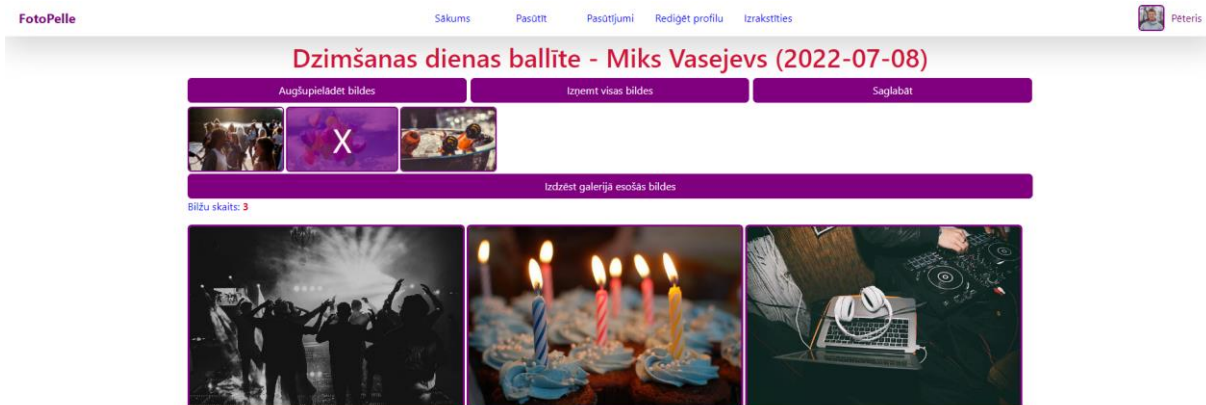 FotoPelle Sākums Pasūtīt Pasūtījumi Rediģēt profilu Izrakstīties Pēteris
Dzimšanas dienas ballīte - Miks Vasejevs (2022-07-08)
Augšupielādēt bildes Izņemt visas bildes Saglabāt
X
Izdzēst galerijā esošās bildes
Bilžu skaits: 3